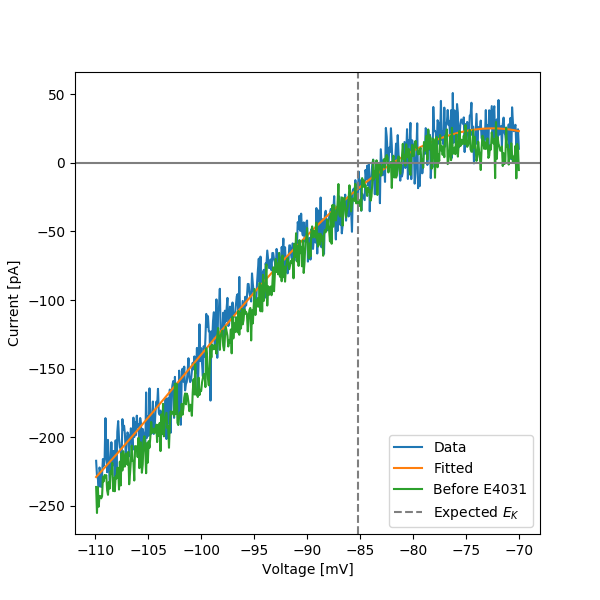 50
0
−50
−100
−150
−200
−250
Current [pA]
−110 −105 −100 −95 −90 −85 −80 −75 −70
Voltage [mV]
Data
Fitted
Before E4031
Expected E_K